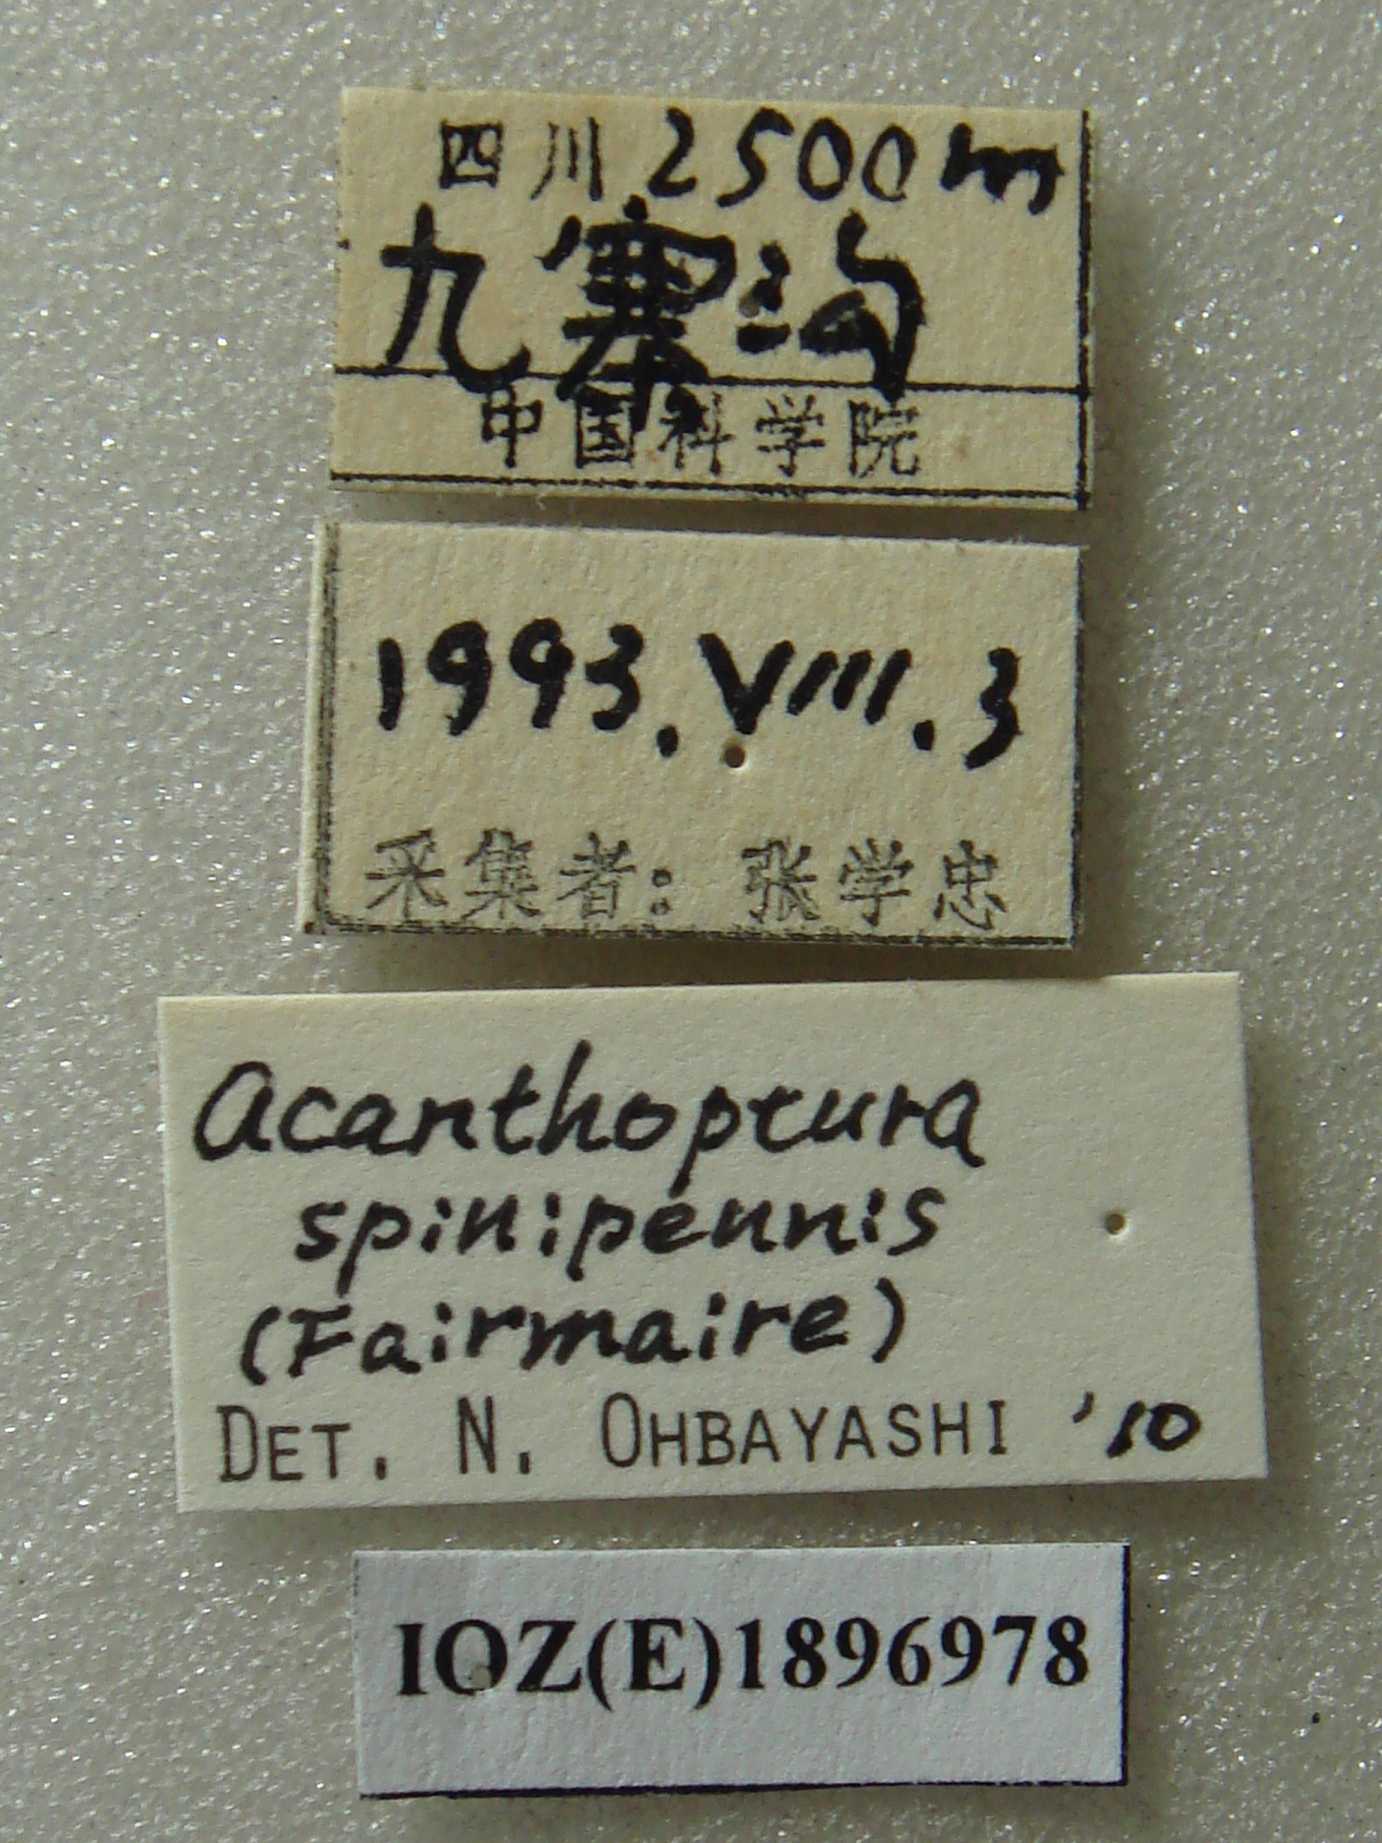 四川 2500m
九寨沟
中国科学院
1993.VIII.3
采集者：张学忠
Acanthoptura
spinipennis
(Fairmaire)
DET. N. OHBAYASHI '10
IOZ(E)1896978